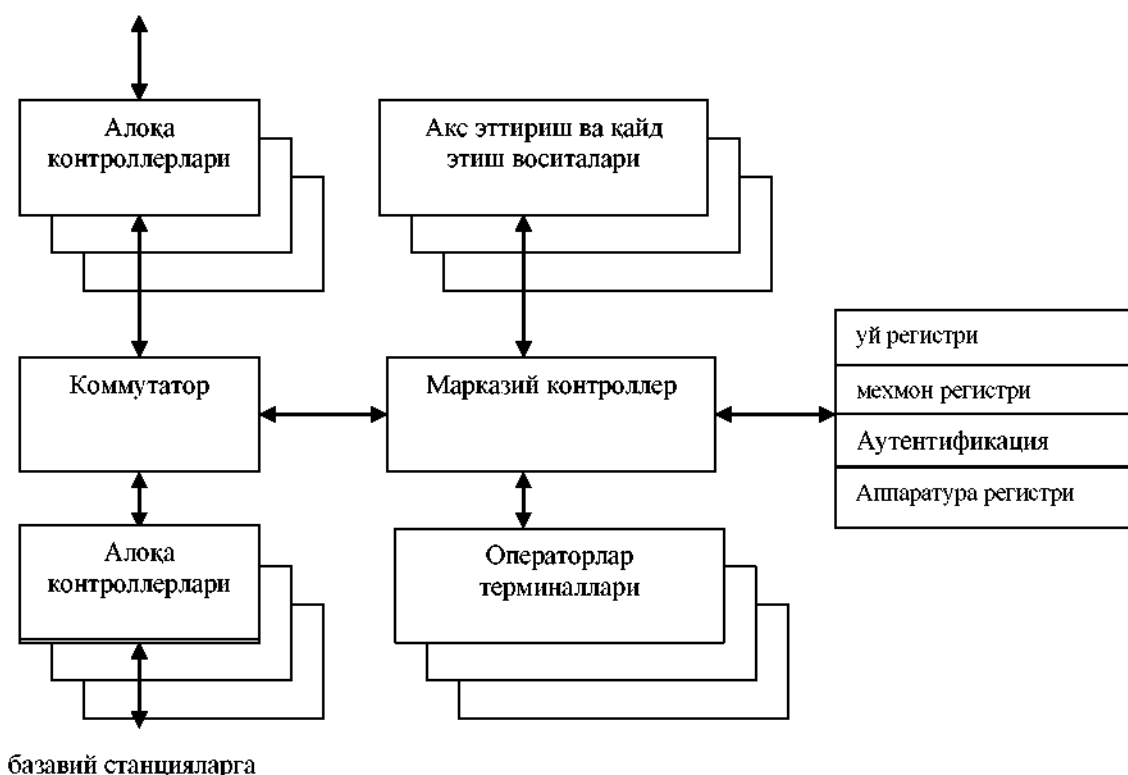 Алоқа
контроллерлари
Акс эттириш ва қайд
этиш воситалари
уй регистри
Коммутатор
Марказий контроллер
мехмон регистри
Аутентификация
Аппаратура регистри
Алоқа
контроллерлари
Операторлар
терминаллари
базавий станцияларга